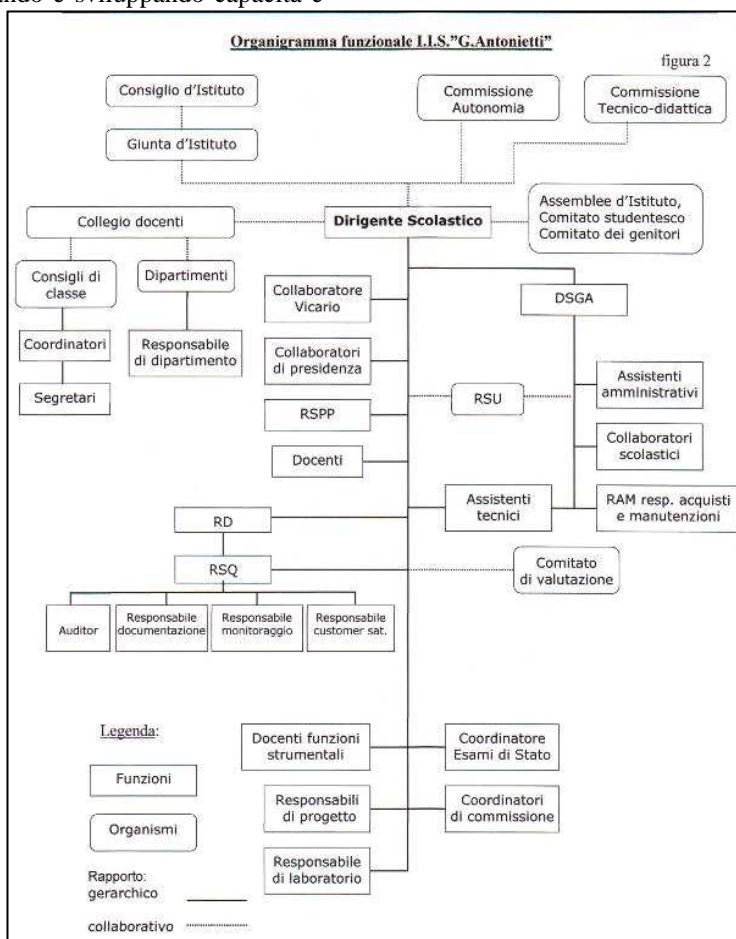 ando e sviluppando capacità e
Organigramma funzionale I.I.S."G.Antonietti"
figura 2
Consiglio d'Istituto
Commissione
Autonomia
Commissione
Tecnico-didattica
Giunta d'Istituto
Collegio docenti
Dirigente Scolastico
Assemblee d'Istituto,
Comitato studentesco
Comitato dei genitori
Consigli di
classe
Dipartimenti
Collaboratore
Vicario
DSGA
Coordinatori
Responsabile
di dipartimento
Collaboratori
di presidenza
Assistenti
amministrativi
Segretari
RSPP
RSU
Collaboratori
scolastici
Docenti
Assistenti
tecnici
RAM resp. acquisti
e manutenzioni
RD
RSQ
Comitato
di valutazione
Auditor
Responsabile
documentazione
Responsabile
monitoraggio
Responsabile
customer sat.
Legenda:
Funzioni
Organismi
Rapporto:
gerarchico
collaborativo
Docenti funzioni
strumentali
Coordinatore
Esami di Stato
Responsabili
di progetto
Coordinatori
di commissione
Responsabile
di laboratorio